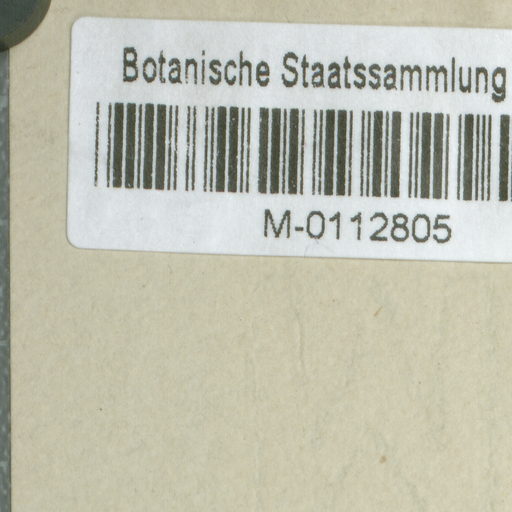 Botanische Staatssammlung
M-0112805